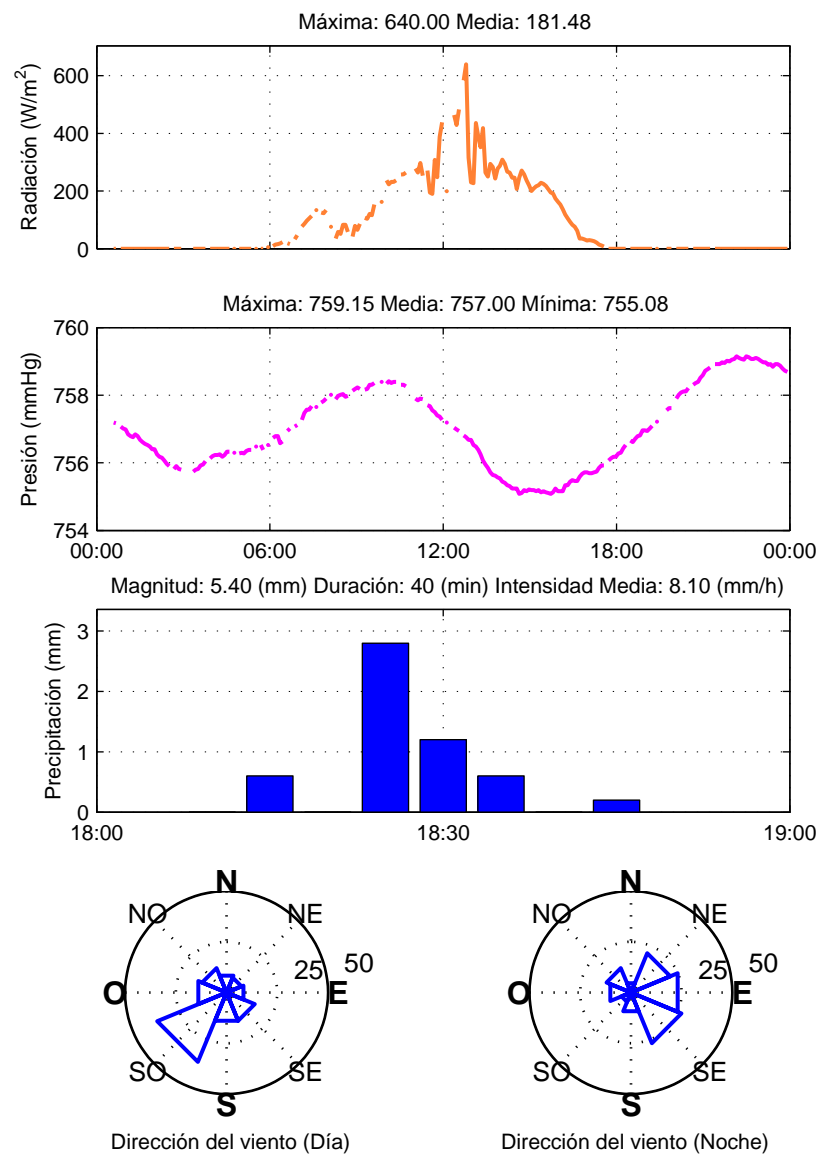 Máxima: 640.00 Media: 181.48
Radiación (W/m²)
600
400
200
0
Máxima: 759.15 Media: 757.00 Mínima: 755.08
Presión (mmHg)
760
758
756
754
00:00 06:00 12:00 18:00 00:00
Magnitud: 5.40 (mm) Duración: 40 (min) Intensidad Media: 8.10 (mm/h)
Precipitación (mm)
3
2
1
0
18:00 18:30 19:00
N
NO NE
25 50
O E
SO SE
S
Dirección del viento (Día)
N
NO NE
25 50
O E
SO SE
S
Dirección del viento (Noche)